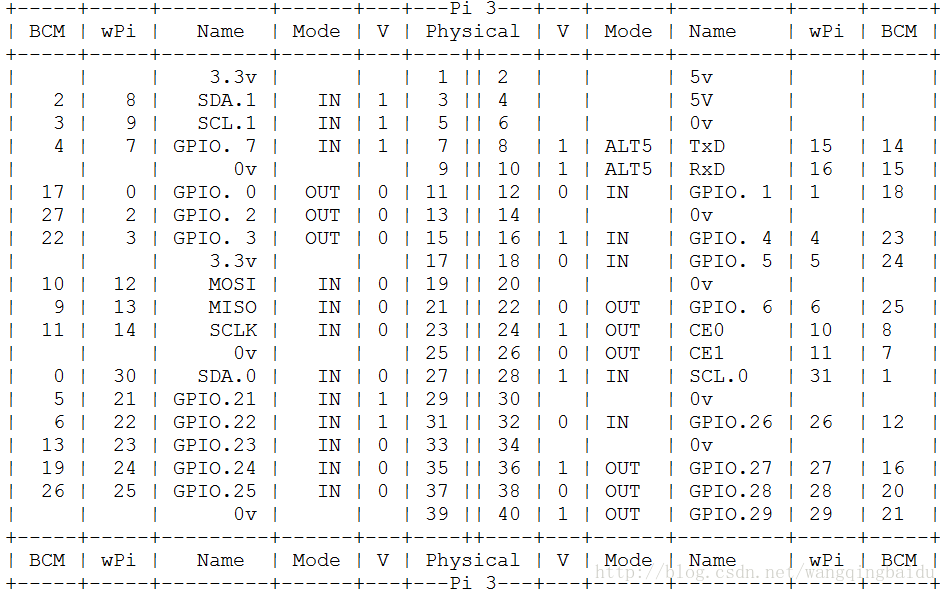 +-----+-----+---------+------+---+---Pi 3---+---+------+---------+-----+-----+
| BCM | wPi |   Name  | Mode | V | Physical | V | Mode | Name    | wPi | BCM |
+-----+-----+---------+------+---+----++----+---+------+---------+-----+-----+
|     |     |    3.3v |      |   |  1 || 2  |   |      | 5v      |     |     |
|   2 |   8 |   SDA.1 |   IN | 1 |  3 || 4  |   |      | 5V      |     |     |
|   3 |   9 |   SCL.1 |   IN | 1 |  5 || 6  |   |      | 0v      |     |     |
|   4 |   7 | GPIO. 7 |   IN | 1 |  7 || 8  | 1 | ALT5 | TxD     | 15  | 14  |
|     |     |      0v |      |   |  9 || 10 | 1 | ALT5 | RxD     | 16  | 15  |
|  17 |   0 | GPIO. 0 |  OUT | 0 | 11 || 12 | 0 | IN   | GPIO. 1 | 1   | 18  |
|  27 |   2 | GPIO. 2 |  OUT | 0 | 13 || 14 |   |      | 0v      |     |     |
|  22 |   3 | GPIO. 3 |  OUT | 0 | 15 || 16 | 1 | IN   | GPIO. 4 | 4   | 23  |
|     |     |    3.3v |      |   | 17 || 18 | 0 | IN   | GPIO. 5 | 5   | 24  |
|  10 |  12 |    MOSI |   IN | 0 | 19 || 20 |   |      | 0v      |     |     |
|   9 |  13 |    MISO |   IN | 0 | 21 || 22 | 0 | OUT  | GPIO. 6 | 6   | 25  |
|  11 |  14 |    SCLK |   IN | 0 | 23 || 24 | 1 | OUT  | CE0     | 10  | 8   |
|     |     |      0v |      |   | 25 || 26 | 0 | OUT  | CE1     | 11  | 7   |
|   0 |  30 |   SDA.0 |   IN | 0 | 27 || 28 | 1 | IN   | SCL.0   | 31  | 1   |
|   5 |  21 | GPIO.21 |   IN | 1 | 29 || 30 |   |      | 0v      |     |     |
|   6 |  22 | GPIO.22 |   IN | 1 | 31 || 32 | 0 | IN   | GPIO.26 | 26  | 12  |
|  13 |  23 | GPIO.23 |   IN | 0 | 33 || 34 |   |      | 0v      |     |     |
|  19 |  24 | GPIO.24 |   IN | 0 | 35 || 36 | 1 | OUT  | GPIO.27 | 27  | 16  |
|  26 |  25 | GPIO.25 |   IN | 0 | 37 || 38 | 0 | OUT  | GPIO.28 | 28  | 20  |
|     |     |      0v |      |   | 39 || 40 | 1 | OUT  | GPIO.29 | 29  | 21  |
+-----+-----+---------+------+---+----++----+---+------+---------+-----+-----+
| BCM | wPi |   Name  | Mode | V | Physical | V | Mode | Name    | wPi | BCM |
+-----+-----+---------+------+---+---Pi 3---+---+------+---------+-----+-----+
http://blog.csdn.net/wangqingbaidu